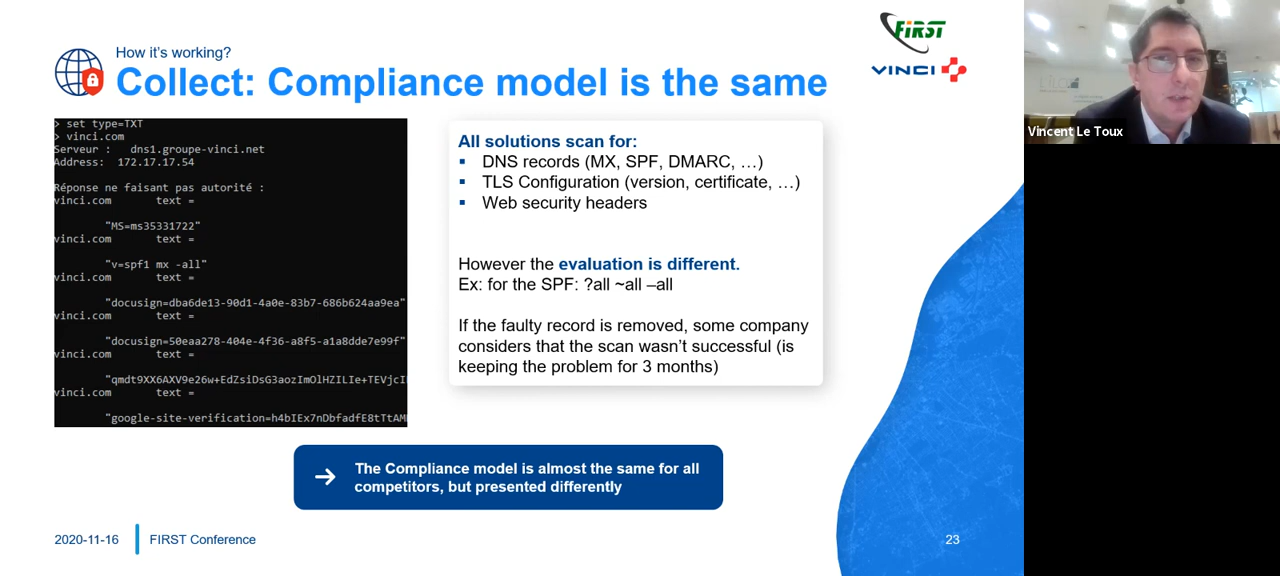 How it's working?
Collect: Compliance model is the same
FiRST
VINCI
Vincent Le Toux
> set type=TXT
> vinci.com
Serveur : dns1.groupe-vinci.net
Address: 172.17.17.54
Réponse ne faisant pas autorité :
vinci.com text =
"MS=ms35331722"
vinci.com text =
"v=spf1 mx -all"
vinci.com text =
"docusign=dba6de13-90d1-4a0e-83b7-686b624aa9ea"
vinci.com text =
"docusign=50eaa278-404e-4f36-a8f5-a1a8dde7e99f"
vinci.com text =
"qmdt9XX6AXV9e26w+EdZsiDsG3aozImOlHZILIe+TEVjcI
vinci.com text =
"google-site-verification=h4bIEx7nDbfadfE8tTtAM
All solutions scan for:
▪ DNS records (MX, SPF, DMARC, …)
▪ TLS Configuration (version, certificate, …)
▪ Web security headers
However the evaluation is different.
Ex: for the SPF: ?all ~all –all
If the faulty record is removed, some company
considers that the scan wasn't successful (is
keeping the problem for 3 months)
The Compliance model is almost the same for all
competitors, but presented differently
2020-11-16 FIRST Conference
23